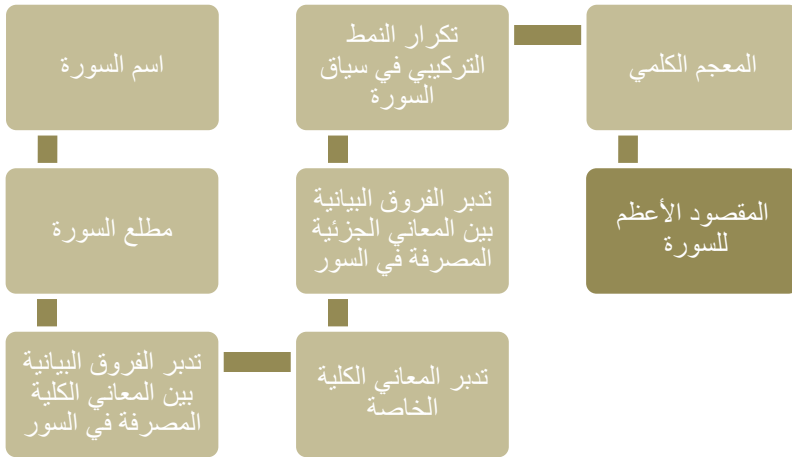 اسم السورة
مطلع السورة
تدبر الفروق البيانية
بين المعاني الكلية
المصرفة في السور
تدبر المعاني الكلية
الخاصة
تدبر الفروق البيانية
بين المعاني الجزئية
المصرفة في السور
تكرار النمط
التركيبي في سياق
السورة
المعجم الكلمي
المقصود الأعظم
للسورة